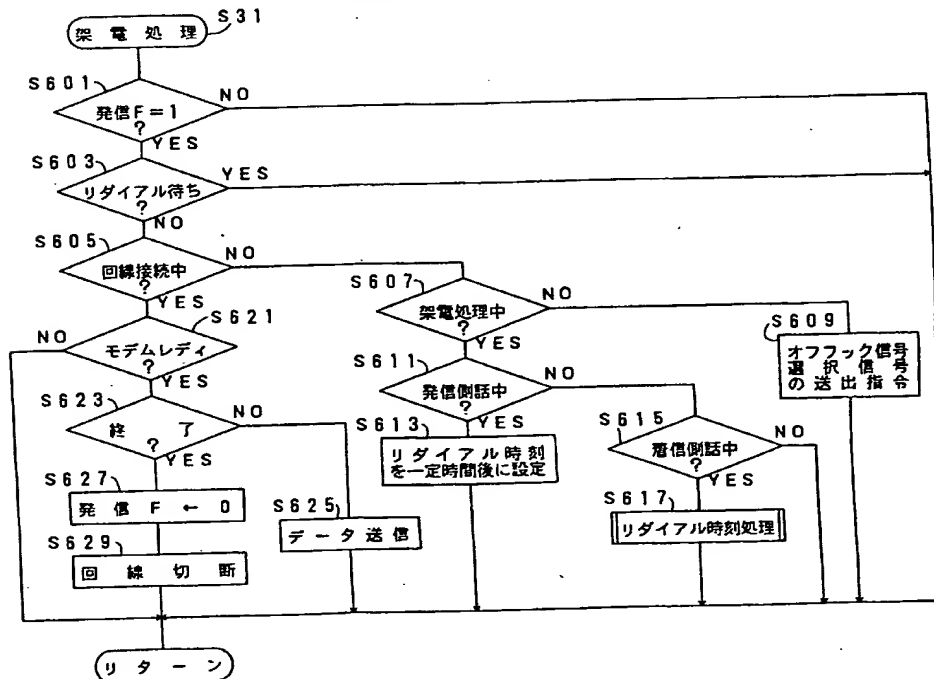 架電処理
S31
S601
発信F=1
?
NO
YES
S603
リダイアル待ち
?
YES
NO
S605
回線接続中
?
NO
YES
S607
架電処理中
?
NO
YES
S609
オフフック信号
選択信号
の送出指令
S621
モデムレディ
?
NO
YES
S611
発信側話中
?
NO
YES
S613
リダイアル時刻
を一定時間後に設定
S615
着信側話中
?
NO
YES
S617
リダイアル時刻処理
S623
終了
?
NO
YES
S625
データ送信
S627
発信F←0
S629
回線切断
リターン